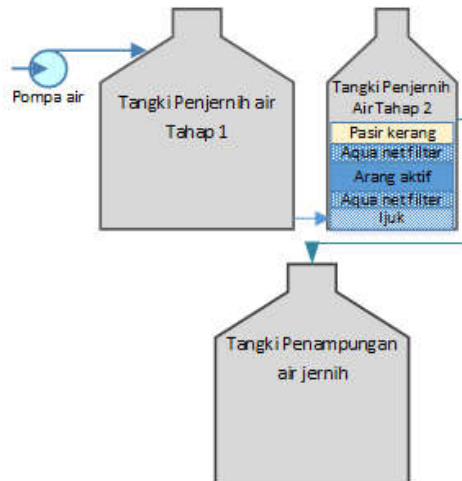 Pompa air
Tangki Penjernih air
Tahap 1
Tangki Penjernih
Air Tahap 2
Pasir kerang
Aqua net filter
Arang aktif
Aqua net filter
Ijuk
Tangki Penampungan
air jernih